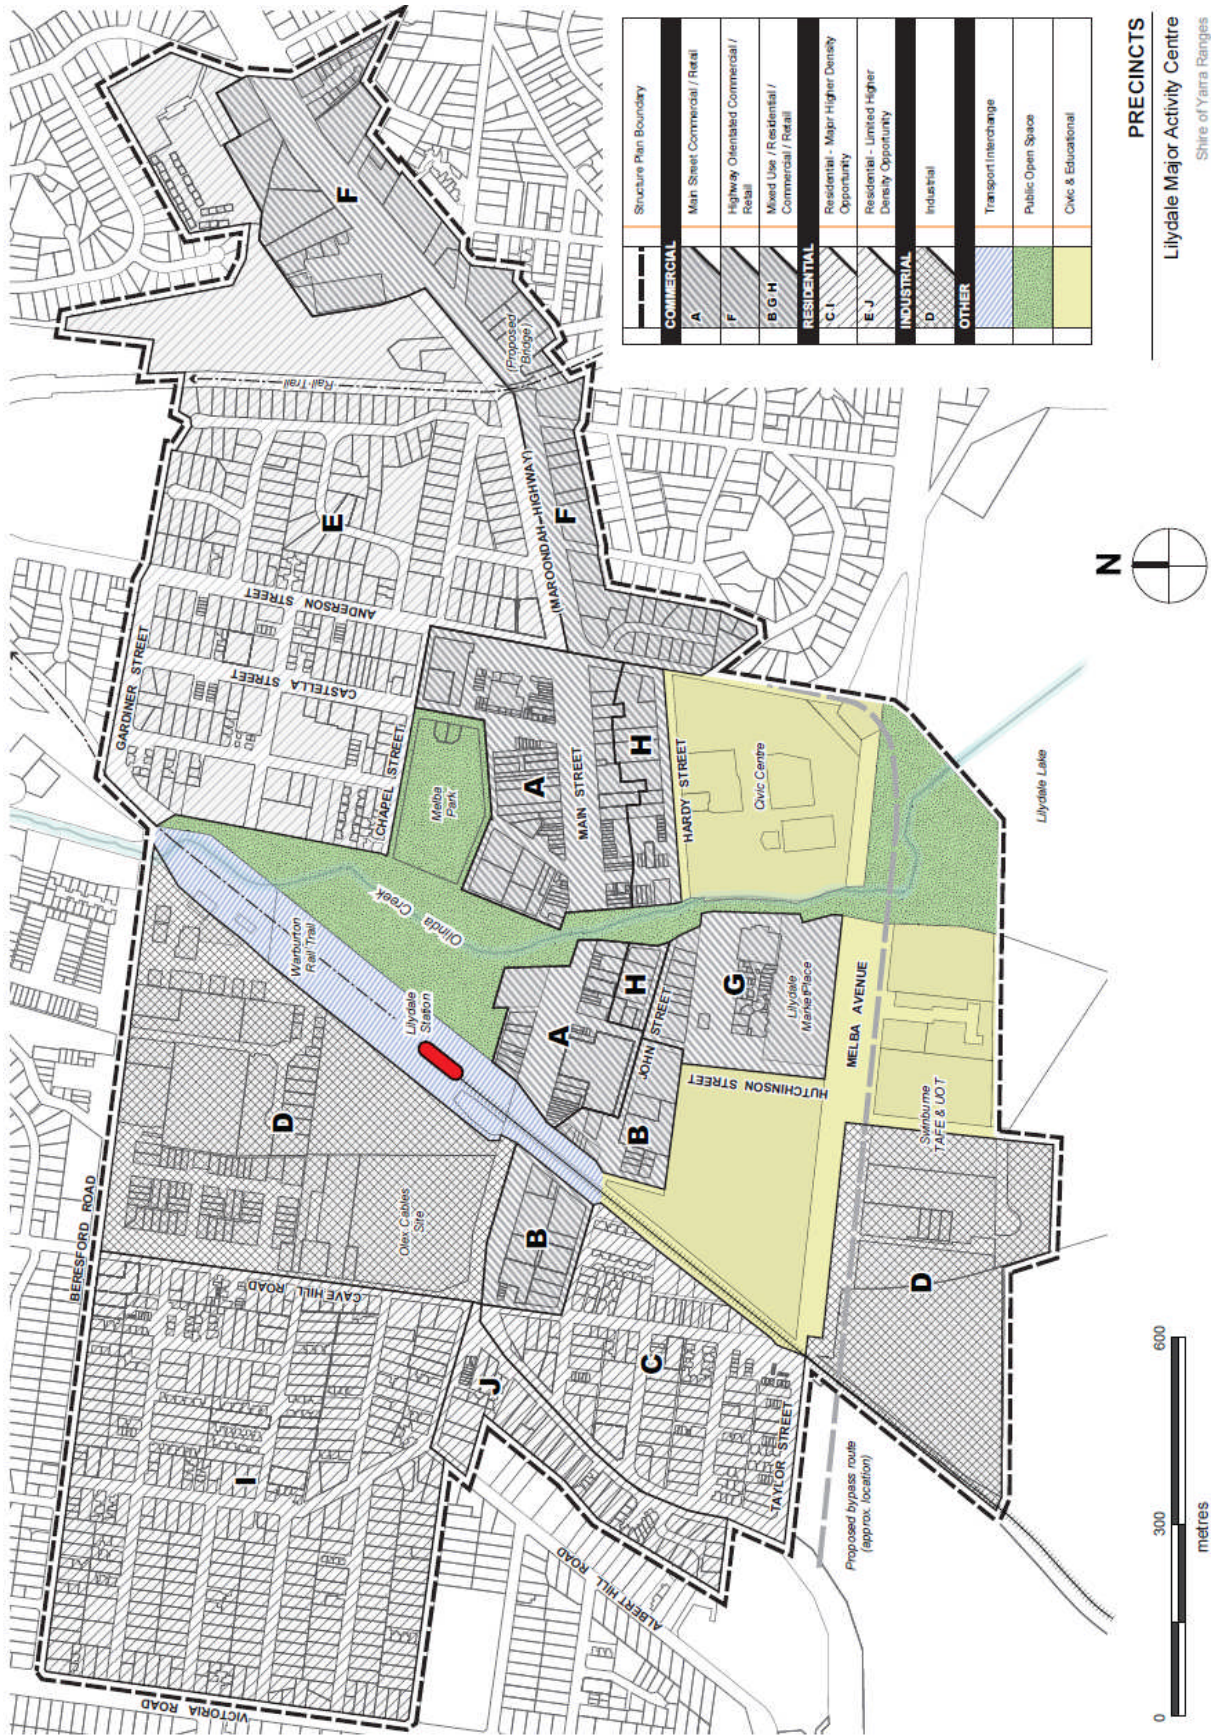 BERESFORD ROAD
GARDINER STREET
VICTORIA ROAD
CAVE HILL ROAD
ALBERT HILL ROAD
TAYLOR STREET
ANDERSON STREET
CASTELLA STREET
CHAPEL STREET
MAIN STREET
(MAROONDAH HIGHWAY)
HARDY STREET
JOHN STREET
HUTCHINSON STREET
MELBA AVENUE
I
J
C
D
B
B
A
H
G
D
A
H
E
F
F
Olex Cables
Site
Lilydale
Station
Warburton
Rail Trail
Olinda Creek
Melba
Park
Rail Trail
(Proposed
Bridge)
Civic Centre
Lilydale
MarketPlace
Swinburne
TAFE & UOT
Lilydale Lake
Proposed bypass route
(approx. location)
0
300
600
metres
N
Structure Plan Boundary
COMMERCIAL
A
Main Street Commercial / Retail
F
Highway Orientated Commercial /
Retail
B G H
Mixed Use / Residential /
Commercial / Retail
RESIDENTIAL
C I
Residential - Major Higher Density
Opportunity
E J
Residential - Limited Higher
Density Opportunity
INDUSTRIAL
D
Industrial
OTHER
Transport Interchange
Public Open Space
Civic & Educational
PRECINCTS
Lilydale Major Activity Centre
Shire of Yarra Ranges